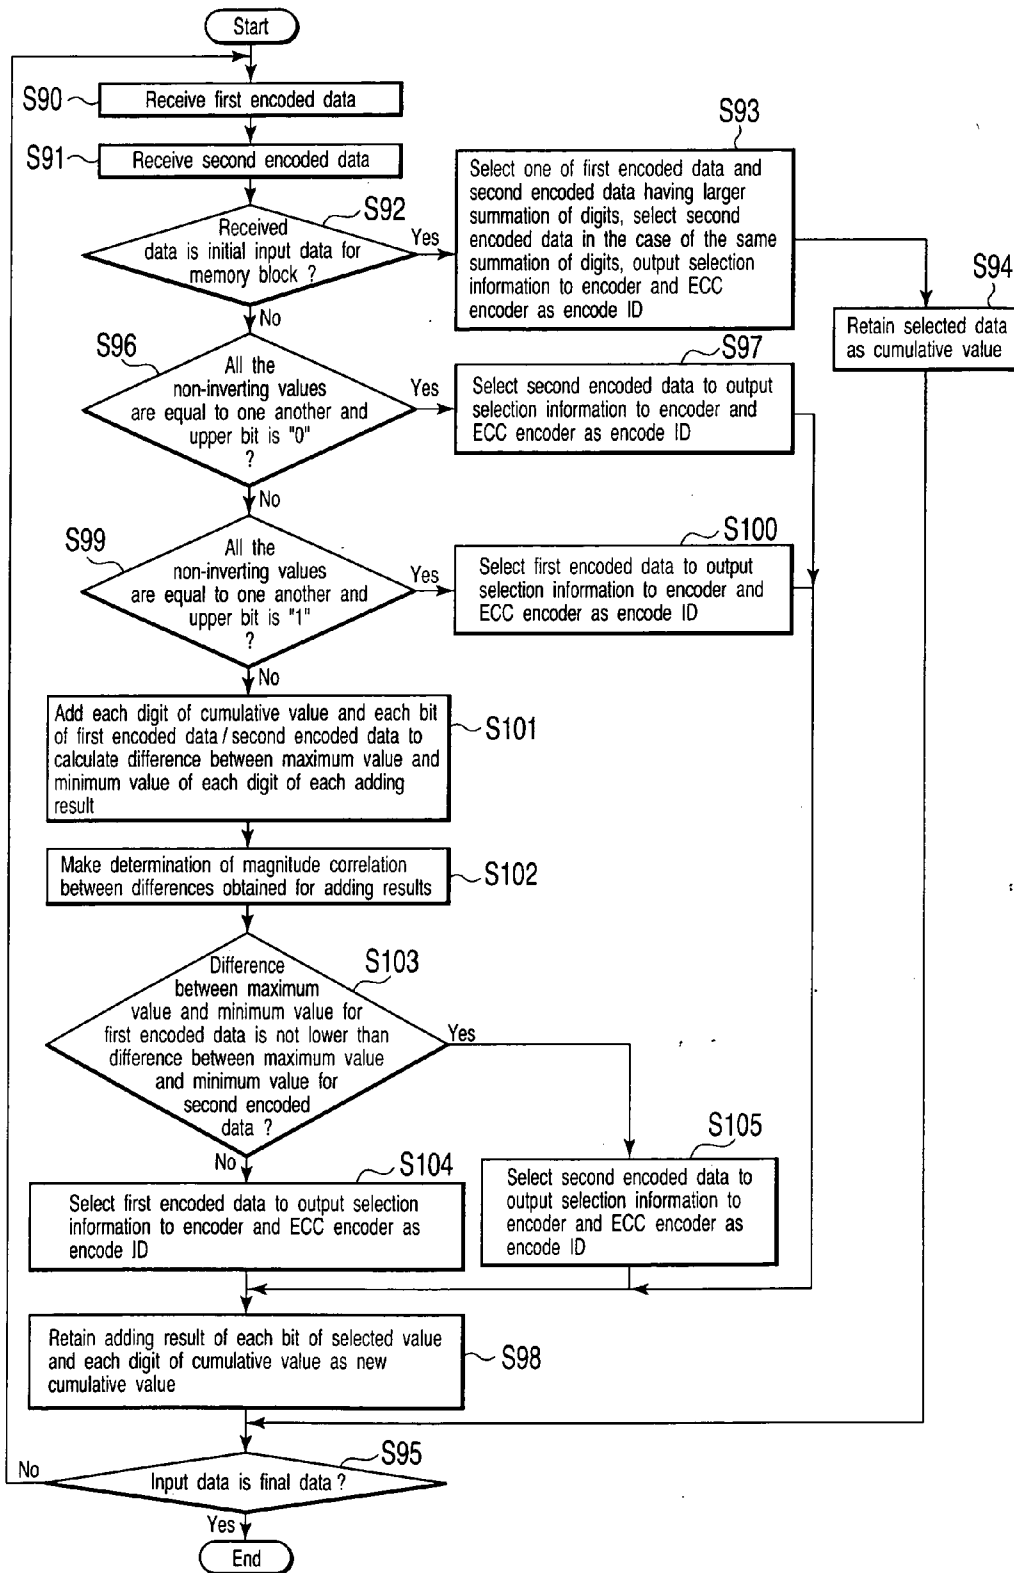 Start
S90
Receive first encoded data
S91
Receive second encoded data
S92
Received
data is initial input data for
memory block ?
Yes
No
S93
Select one of first encoded data and
second encoded data having larger
summation of digits, select second
encoded data in the case of the same
summation of digits, output selection
information to encoder and ECC
encoder as encode ID
S94
Retain selected data
as cumulative value
S96
All the
non-inverting values
are equal to one another and
upper bit is "0"
?
Yes
No
S97
Select second encoded data to output
selection information to encoder and
ECC encoder as encode ID
S99
All the
non-inverting values
are equal to one another and
upper bit is "1"
?
Yes
No
S100
Select first encoded data to output
selection information to encoder and
ECC encoder as encode ID
Add each digit of cumulative value and each bit
of first encoded data / second encoded data to
calculate difference between maximum value and
minimum value of each digit of each adding
result
S101
Make determination of magnitude correlation
between differences obtained for adding results
S102
S103
Difference
between maximum
value and minimum value for
first encoded data is not lower than
difference between maximum value
and minimum value for
second encoded
data ?
Yes
No
S104
Select first encoded data to output selection
information to encoder and ECC encoder as
encode ID
S105
Select second encoded data to
output selection information to
encoder and ECC encoder as
encode ID
Retain adding result of each bit of selected value
and each digit of cumulative value as new
cumulative value
S98
S95
No
Input data is final data ?
Yes
End